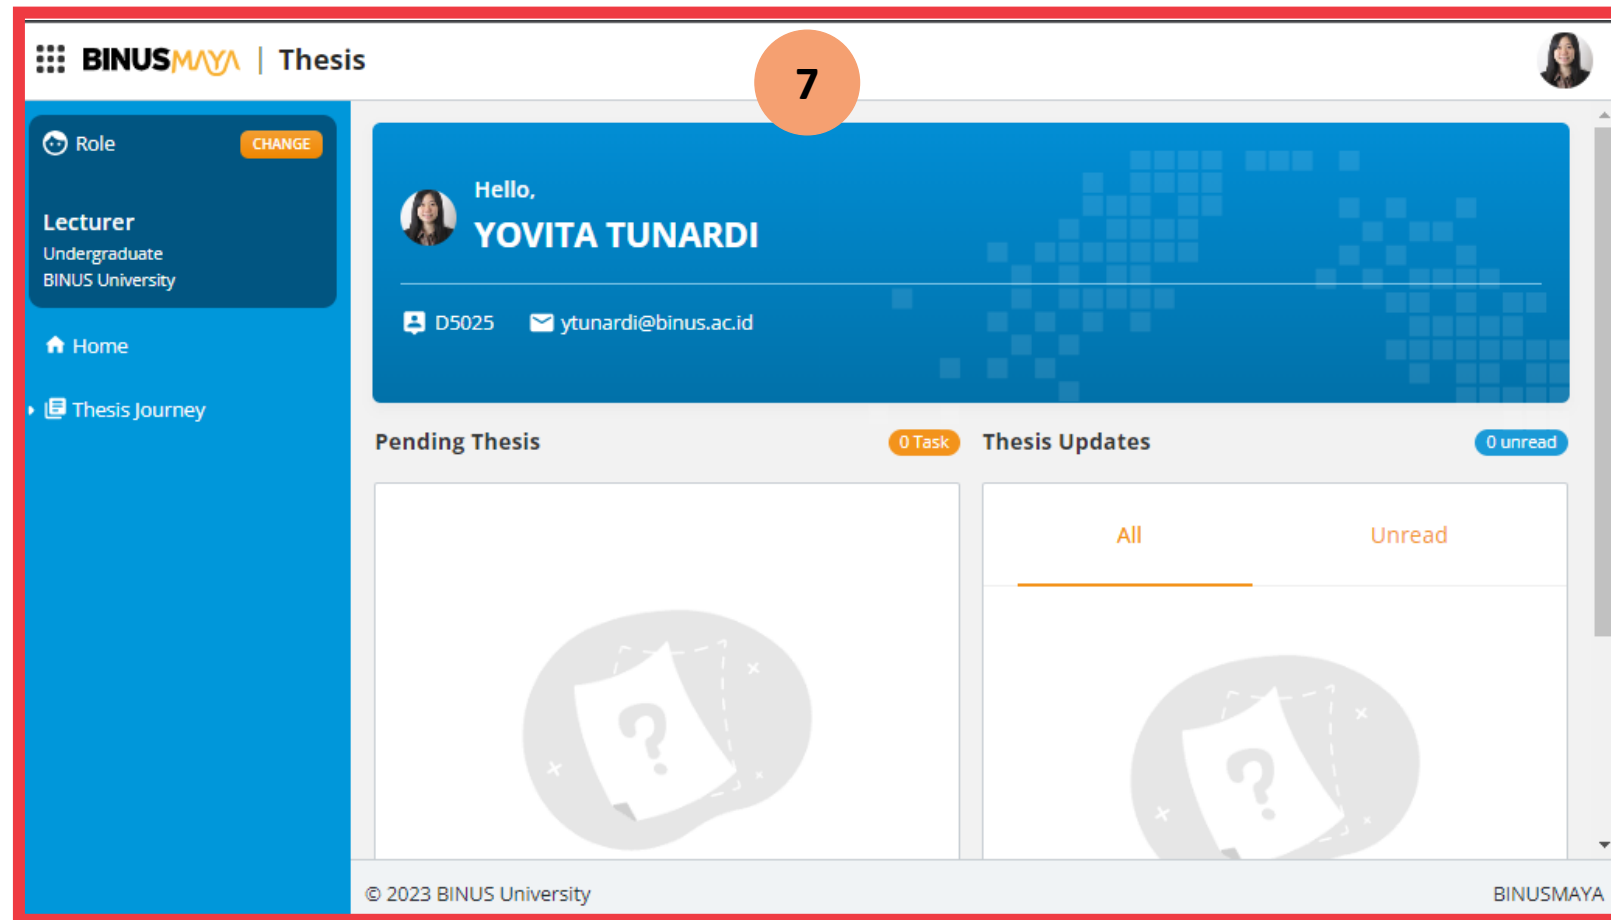 BINUSMAYA | Thesis
7
Role
CHANGE
Lecturer
Undergraduate
BINUS University
Home
Thesis Journey
Hello,
YOVITA TUNARDI
D5025 ytunardi@binus.ac.id
Pending Thesis 0 Task
Thesis Updates 0 unread
All Unread
?
?
© 2023 BINUS University BINUSMAYA